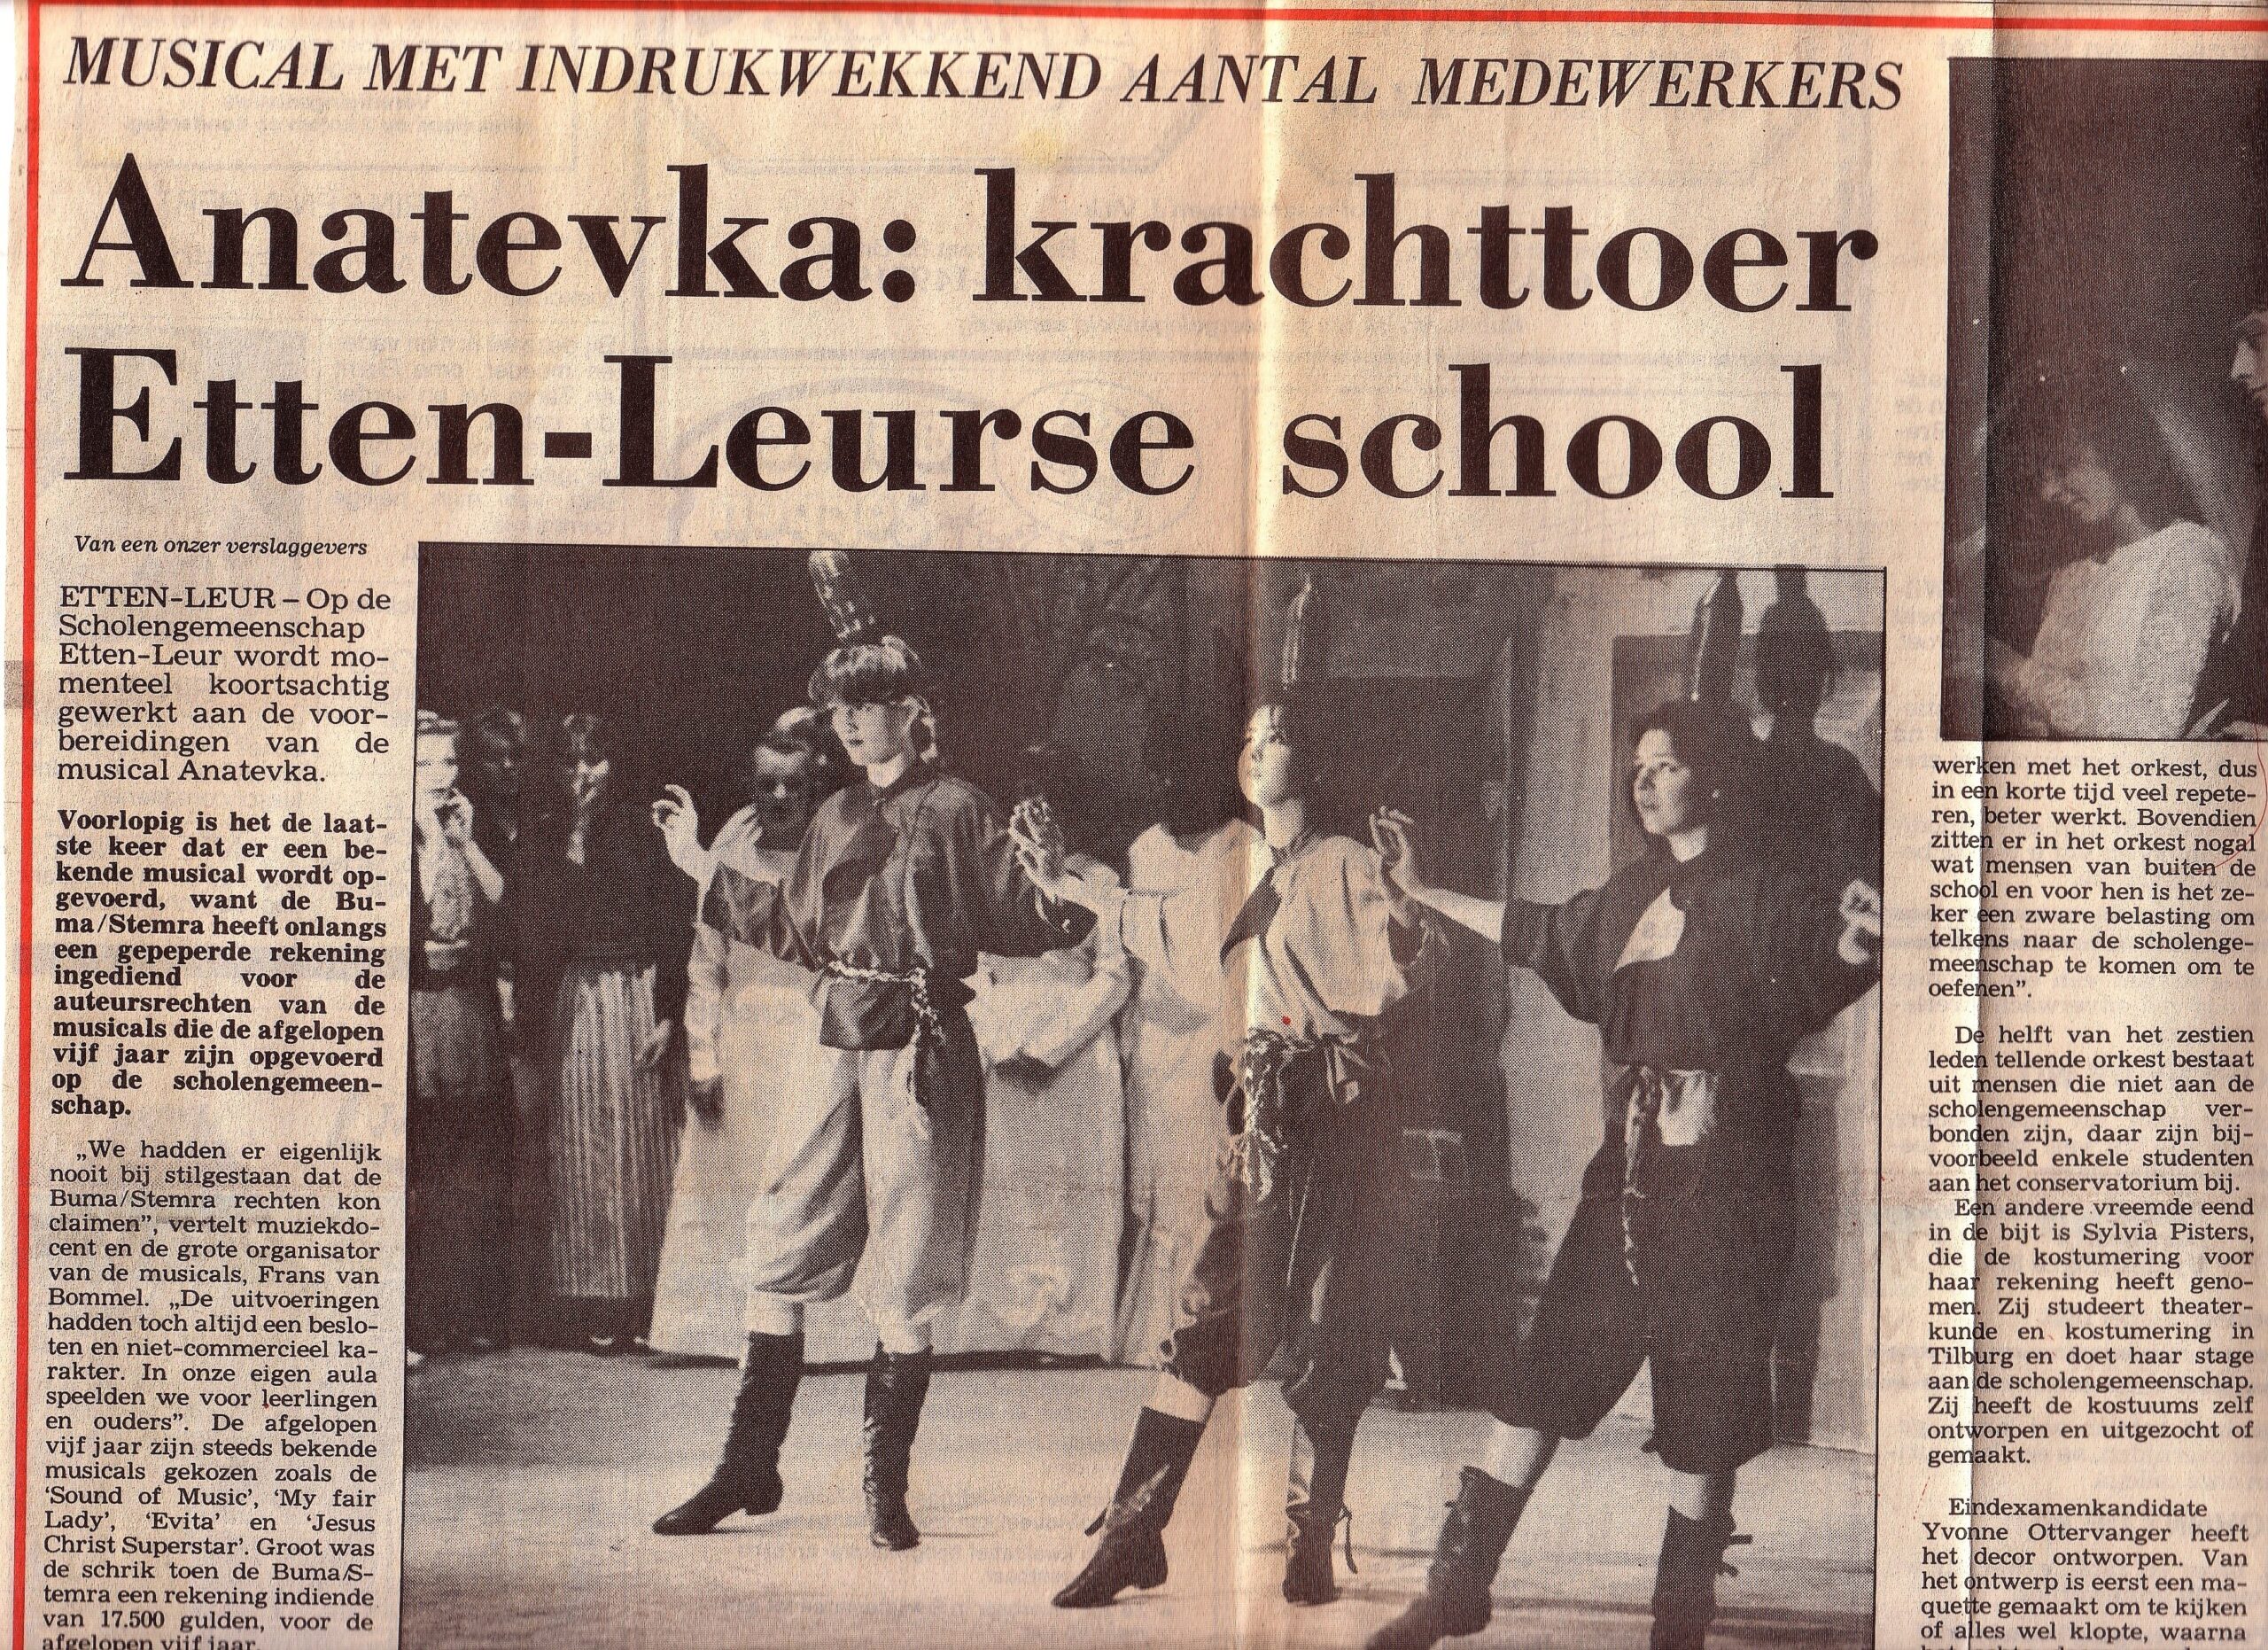 MUSICAL MET INDRUKWEKKEND AANTAL MEDEWERKERS
Anatevka: krachttoer
Etten-Leurse school
Van een onzer verslaggevers
ETTEN-LEUR – Op de
Scholengemeenschap
Etten-Leur wordt mo-
menteel koortsachtig
gewerkt aan de voor-
bereidingen van de
musical Anatevka.
Voorlopig is het de laat-
ste keer dat er een be-
kende musical wordt op-
gevoerd, want de Bu-
ma/Stemra heeft onlangs
een gepeperde rekening
ingediend voor de
auteursrechten van de
musicals die de afgelopen
vijf jaar zijn opgevoerd
op de scholengemeen-
schap.
„We hadden er eigenlijk
nooit bij stilgestaan dat de
Buma/Stemra rechten kon
claimen”, vertelt muziekdo-
cent en de grote organisator
van de musicals, Frans van
Bommel. „De uitvoeringen
hadden toch altijd een beslo-
ten en niet-commercieel ka-
rakter. In onze eigen aula
speelden we voor leerlingen
en ouders”. De afgelopen
vijf jaar zijn steeds bekende
musicals gekozen zoals de
‘Sound of Music’, ‘My fair
Lady’, ‘Evita’ en ‘Jesus
Christ Superstar’. Groot was
de schrik toen de Buma/S-
temra een rekening indiende
van 17.500 gulden, voor de
afgelopen vijf jaar.
werken met het orkest, dus
in een korte tijd veel repete-
ren, beter werkt. Bovendien
zitten er in het orkest nogal
wat mensen van buiten de
school en voor hen is het ze-
ker een zware belasting om
telkens naar de scholenge-
meenschap te komen om te
oefenen”.
De helft van het zestien
leden tellende orkest bestaat
uit mensen die niet aan de
scholengemeenschap ver-
bonden zijn, daar zijn bij-
voorbeeld enkele studenten
aan het conservatorium bij.
Een andere vreemde eend
in de bijt is Sylvia Pisters,
die de kostumering voor
haar rekening heeft geno-
men. Zij studeert theater-
kunde en kostumering in
Tilburg en doet haar stage
aan de scholengemeenschap.
Zij heeft de kostuums zelf
ontworpen en uitgezocht of
gemaakt.
Eindexamenkandidate
Yvonne Ottervanger heeft
het decor ontworpen. Van
het ontwerp is eerst een ma-
quette gemaakt om te kijken
of alles wel klopte, waarna